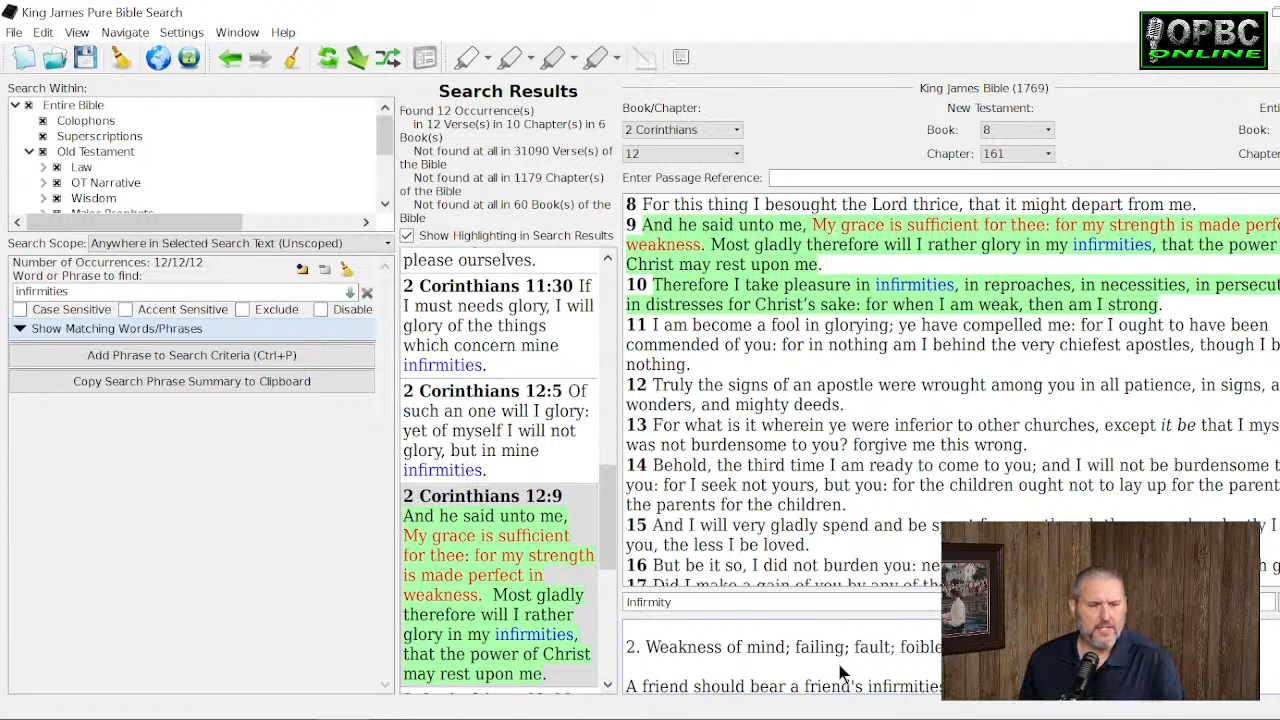 King James Pure Bible Search
OPBC
ONLINE
File Edit View Navigate Settings Window Help
Search Within:
Entire Bible
Colophons
Superscriptions
Old Testament
Law
OT Narrative
Wisdom
Search Scope: Anywhere in Selected Search Text (Unscoped)
Number of Occurrences: 12/12/12
Word or Phrase to find:
infirmities
Case Sensitive Accent Sensitive Exclude Disable
Show Matching Words/Phrases
Add Phrase to Search Criteria (Ctrl+P)
Copy Search Phrase Summary to Clipboard
Search Results
Found 12 Occurrence(s)
in 12 Verse(s) in 10 Chapter(s) in 6
Book(s)
Not found at all in 31090 Verse(s) of
the Bible
Not found at all in 1179 Chapter(s)
of the Bible
Not found at all in 60 Book(s) of the
Bible
Show Highlighting in Search Results
please ourselves.
2 Corinthians 11:30 If
I must needs glory, I will
glory of the things
which concern mine
infirmities.
2 Corinthians 12:5 Of
such an one will I glory:
yet of myself I will not
glory, but in mine
infirmities.
2 Corinthians 12:9
And he said unto me,
My grace is sufficient
for thee: for my strength
is made perfect in
weakness. Most gladly
therefore will I rather
glory in my infirmities,
that the power of Christ
may rest upon me.
King James Bible (1769)
Book/Chapter: New Testament:
2 Corinthians Book: 8 Book:
12 Chapter: 161 Chapte
Enter Passage Reference:
8 For this thing I besought the Lord thrice, that it might depart from me.
9 And he said unto me, My grace is sufficient for thee: for my strength is made perfe
weakness. Most gladly therefore will I rather glory in my infirmities, that the power
Christ may rest upon me.
10 Therefore I take pleasure in infirmities, in reproaches, in necessities, in persecut
in distresses for Christ’s sake: for when I am weak, then am I strong.
11 I am become a fool in glorying; ye have compelled me: for I ought to have been
commended of you: for in nothing am I behind the very chiefest apostles, though I b
nothing.
12 Truly the signs of an apostle were wrought among you in all patience, in signs, a
wonders, and mighty deeds.
13 For what is it wherein ye were inferior to other churches, except it be that I mys
was not burdensome to you? forgive me this wrong.
14 Behold, the third time I am ready to come to you; and I will not be burdensome t
you: for I seek not yours, but you: for the children ought not to lay up for the parent
the parents for the children.
15 And I will very gladly spend and be
you, the less I be loved.
16 But be it so, I did not burden you:
17 Did I make a gain of you by any of
Infirmity
2. Weakness of mind; failing; fault; foible
A friend should bear a friend's infirmities